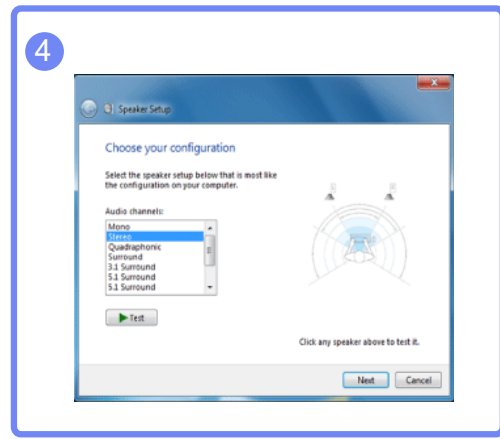 4
Speaker Setup
Choose your configuration
Select the speaker setup below that is most like
the configuration on your computer.
Audio channels:
Mono
Stereo
Quadraphonic
Surround
3.1 Surround
5.1 Surround
5.1 Surround
Test
Click any speaker above to test it.
Next Cancel